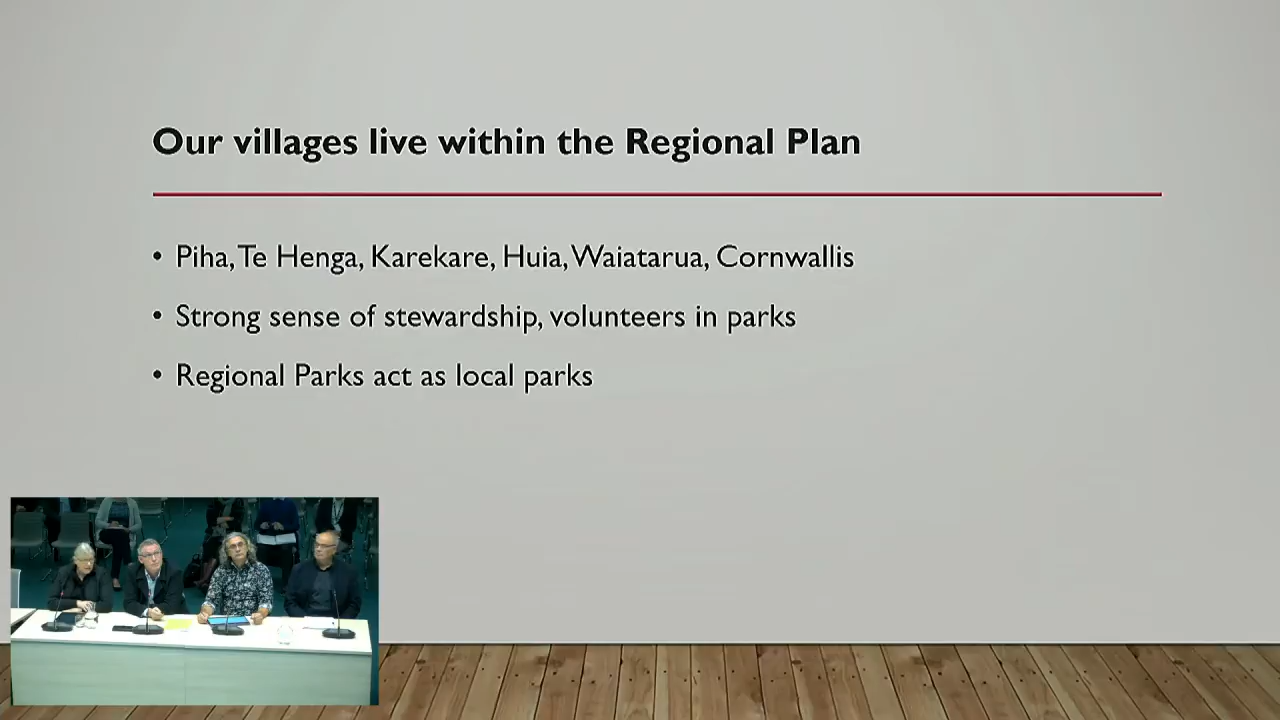 Our villages live within the Regional Plan
• Piha, Te Henga, Karekare, Huia, Waiatarua, Cornwallis
• Strong sense of stewardship, volunteers in parks
• Regional Parks act as local parks